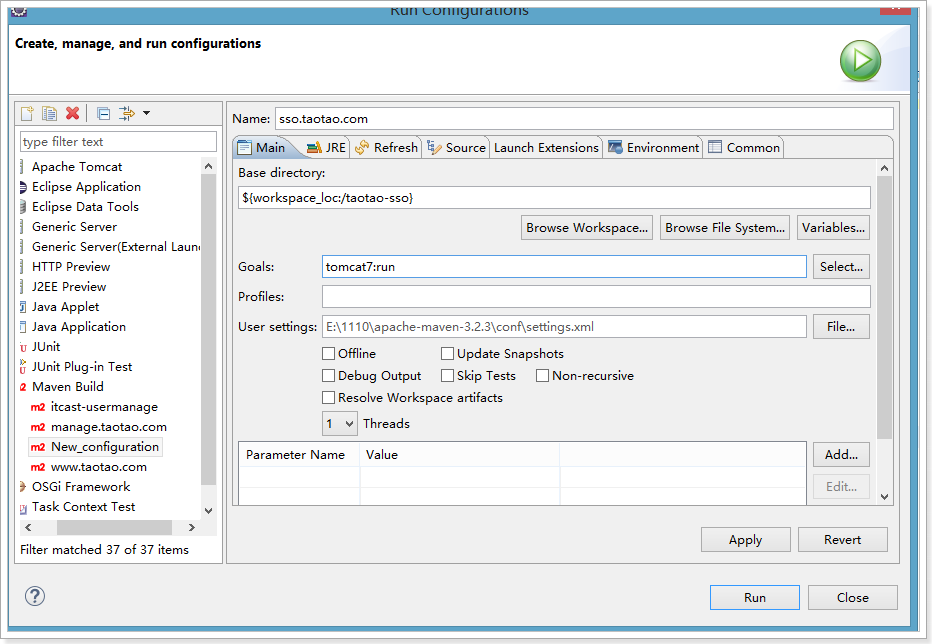 Run Configurations
Create, manage, and run configurations
type filter text
Apache Tomcat
Eclipse Application
Eclipse Data Tools
Generic Server
Generic Server(External Laun
HTTP Preview
J2EE Preview
Java Applet
Java Application
JUnit
JUnit Plug-in Test
m2 Maven Build
m2 itcast-usermanage
m2 manage.taotao.com
m2 New_configuration
m2 www.taotao.com
OSGi Framework
Task Context Test
Filter matched 37 of 37 items
Name: sso.taotao.com
Main JRE Refresh Source Launch Extensions Environment Common
Base directory:
${workspace_loc:/taotao-sso}
Browse Workspace... Browse File System... Variables...
Goals: tomcat7:run Select...
Profiles:
User settings: E:\1110\apache-maven-3.2.3\conf\settings.xml File...
Offline Update Snapshots
Debug Output Skip Tests Non-recursive
Resolve Workspace artifacts
1 Threads
Parameter Name Value Add...
Edit...
Apply Revert
? Run Close